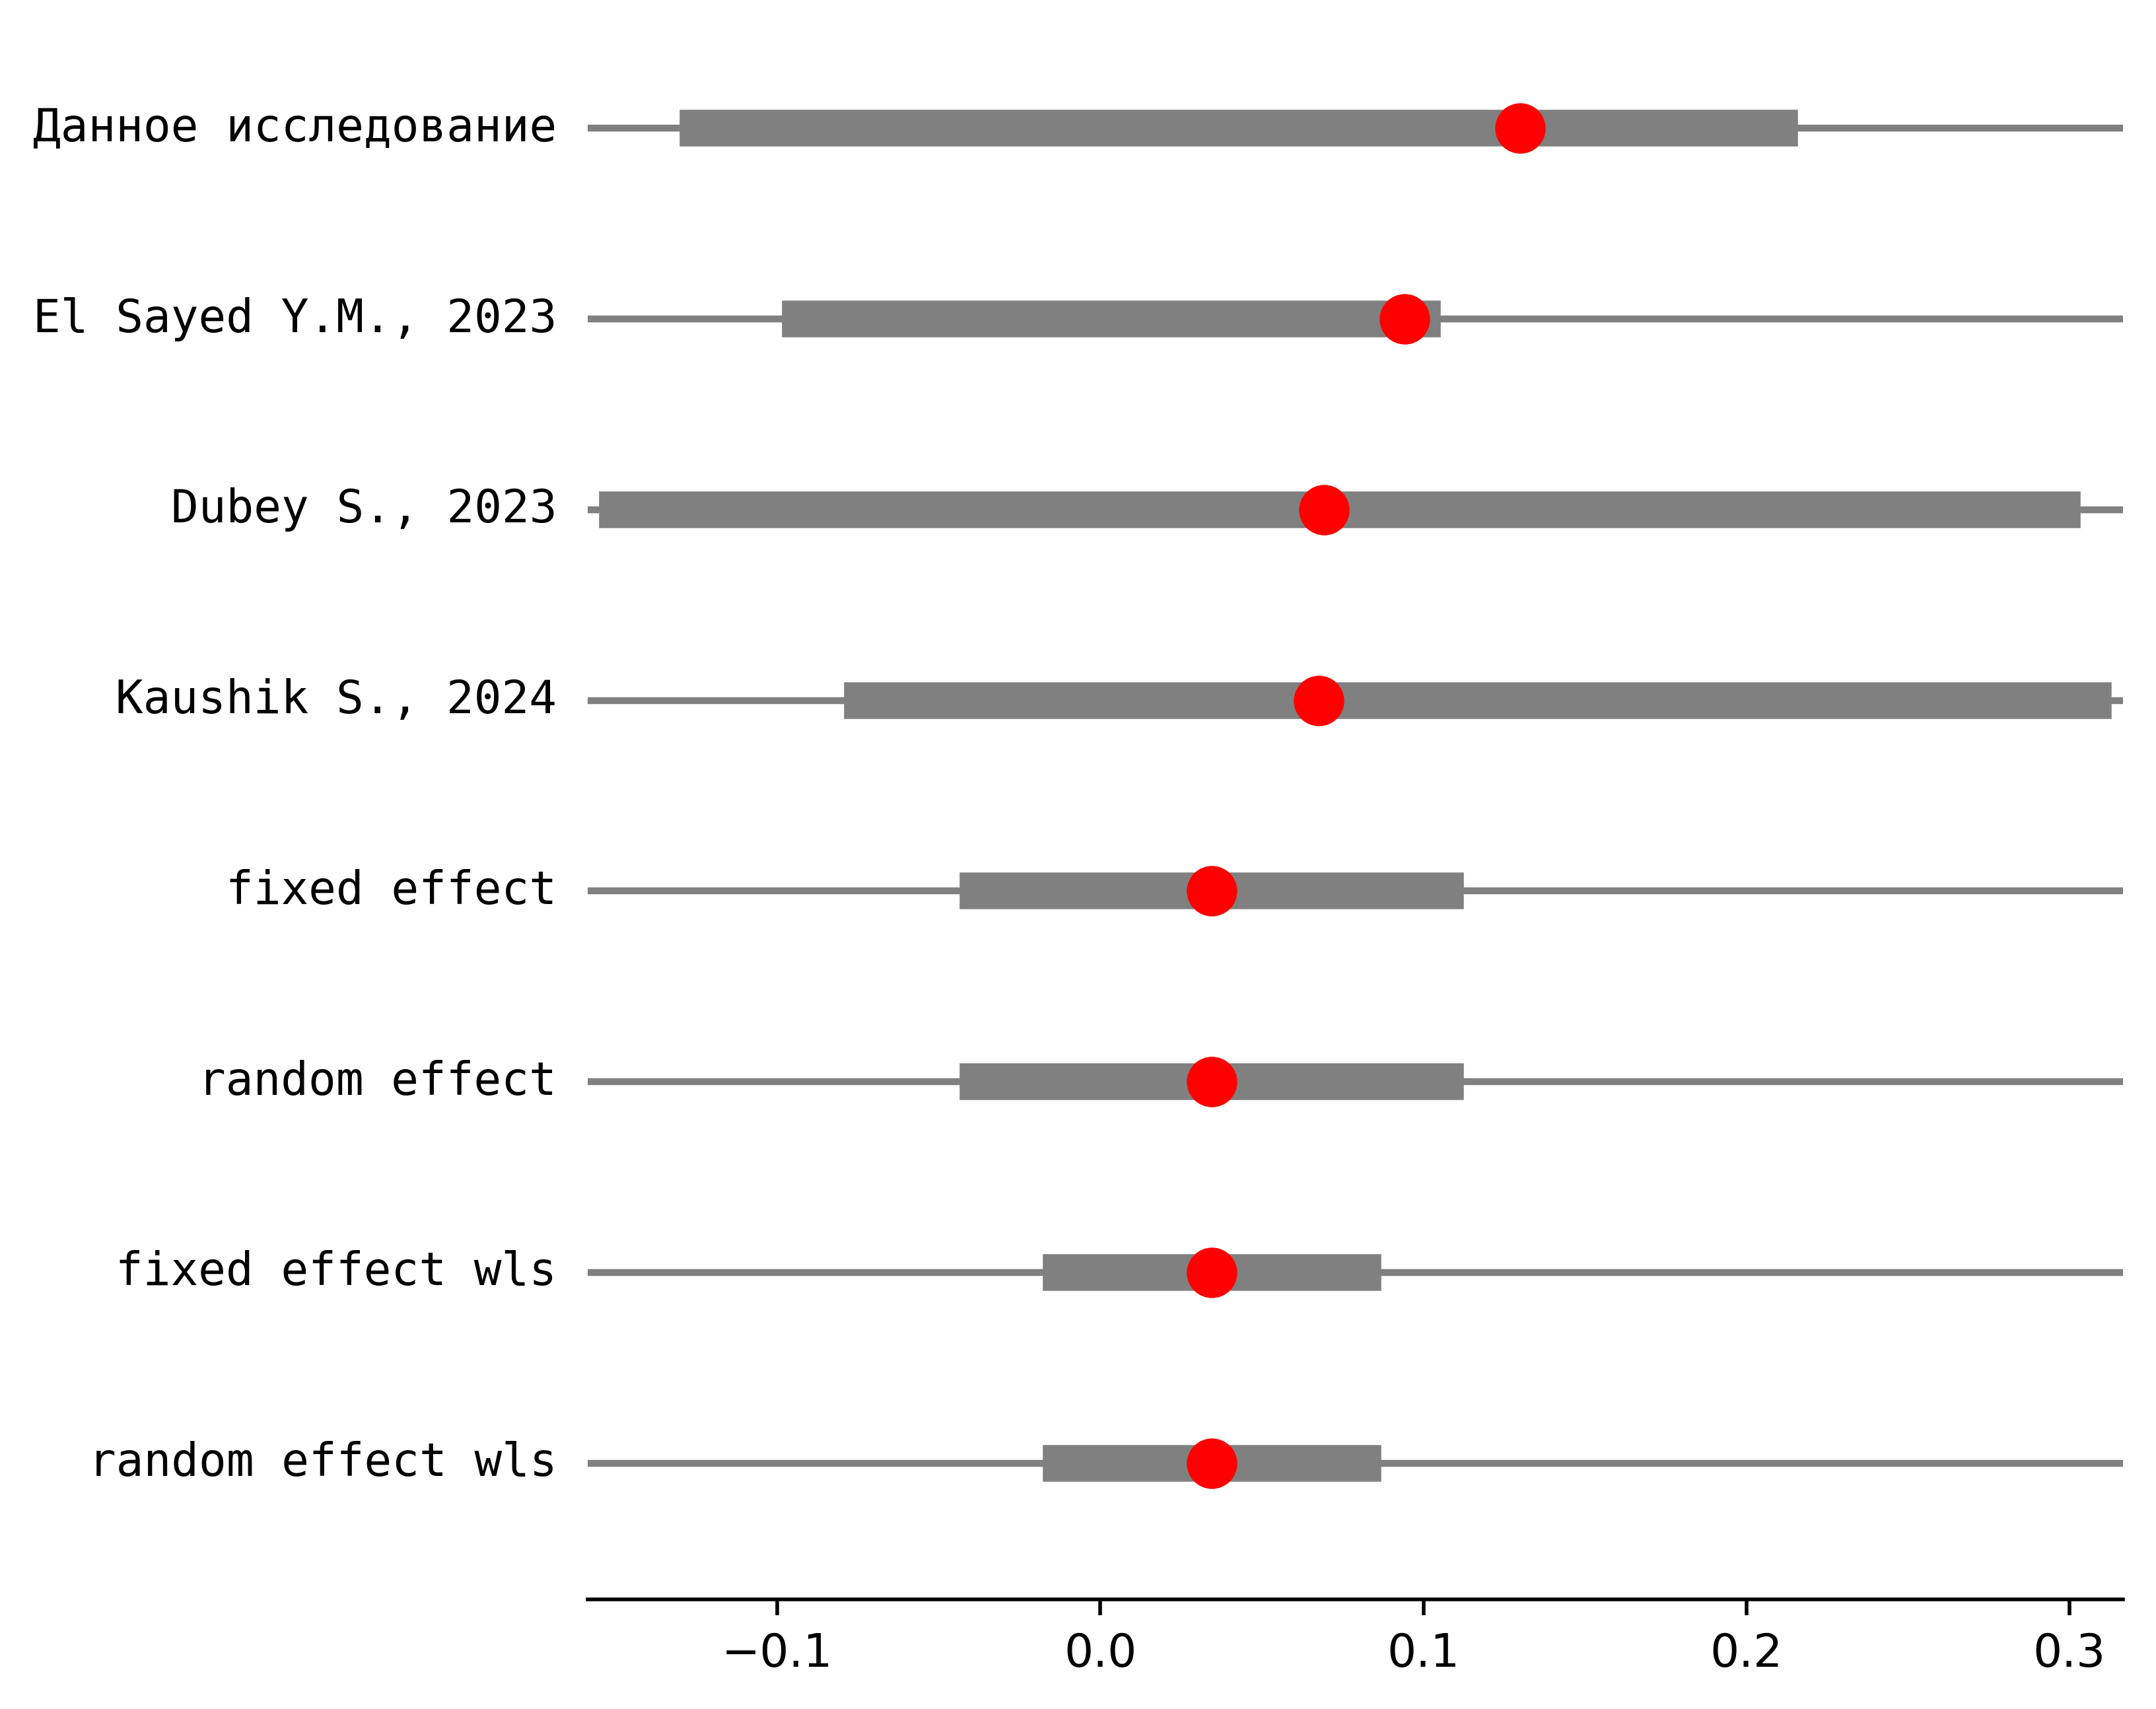 Данное исследование
El Sayed Y.M., 2023
Dubey S., 2023
Kaushik S., 2024
fixed effect
random effect
fixed effect wls
random effect wls
−0.1 0.0 0.1 0.2 0.3